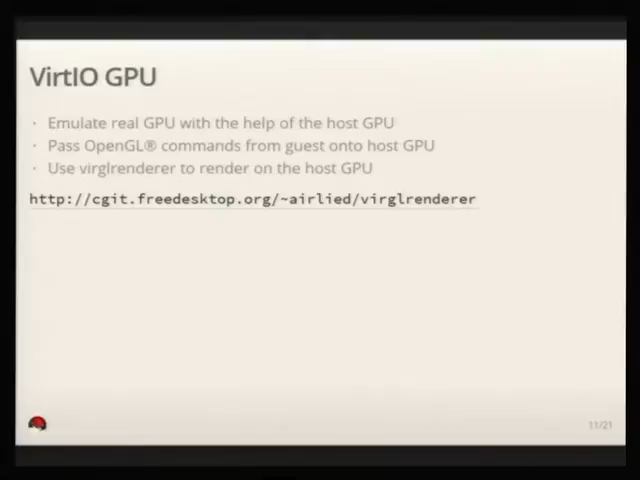 VirtIO GPU
· Emulate real GPU with the help of the host GPU
· Pass OpenGL® commands from guest onto host GPU
· Use virglrenderer to render on the host GPU
http://cgit.freedesktop.org/~airlied/virglrenderer
11/21